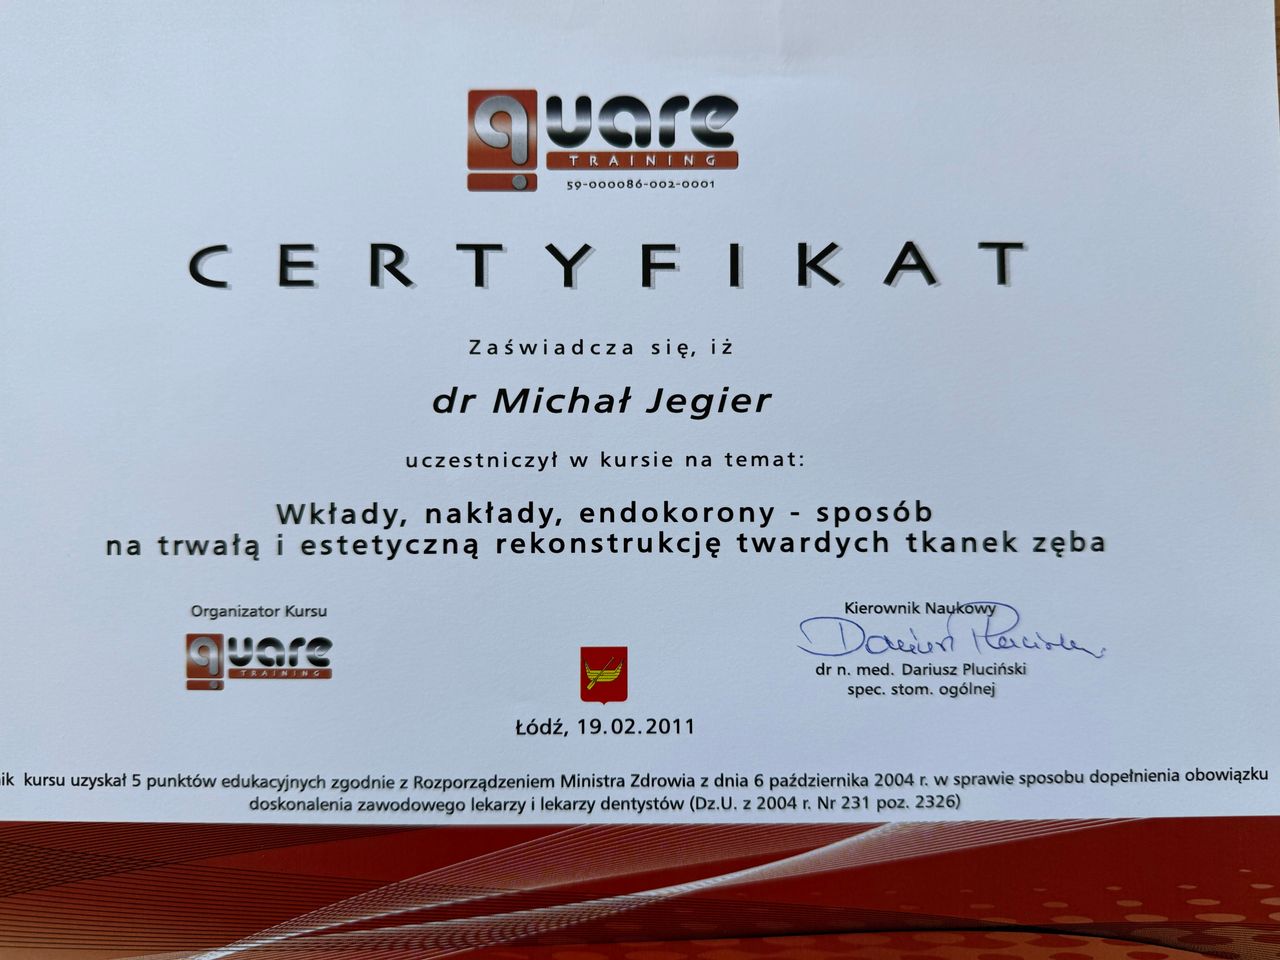 quare
TRAINING
59-000086-002-0001
CERTYFIKAT
Zaświadcza się, iż
dr Michał Jegier
uczestniczył w kursie na temat:
Wkłady, nakłady, endokorony - sposób
na trwałą i estetyczną rekonstrukcję twardych tkanek zęba
Organizator Kursu
quare
TRAINING
Kierownik Naukowy
Dariusz Pluciński
dr n. med. Dariusz Pluciński
spec. stom. ogólnej
Łódź, 19.02.2011
ik kursu uzyskał 5 punktów edukacyjnych zgodnie z Rozporządzeniem Ministra Zdrowia z dnia 6 października 2004 r. w sprawie sposobu dopełnienia obowiązku
doskonalenia zawodowego lekarzy i lekarzy dentystów (Dz.U. z 2004 r. Nr 231 poz. 2326)